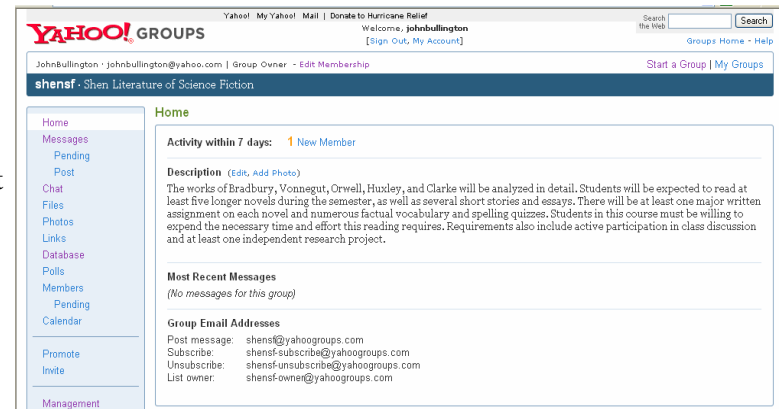 Yahoo! My Yahoo! Mail | Donate to Hurricane Relief
YAHOO! GROUPS
Welcome, johnbullington
[Sign Out, My Account]
Search the Web
Search
Groups Home - Help
JohnBullington · johnbullington@yahoo.com | Group Owner - Edit Membership
Start a Group | My Groups
shensf · Shen Literature of Science Fiction
Home
Messages
Pending
Post
Chat
Files
Photos
Links
Database
Polls
Members
Pending
Calendar
Promote
Invite
Management
Home
Activity within 7 days: 1 New Member
Description (Edit, Add Photo)
The works of Bradbury, Vonnegut, Orwell, Huxley, and Clarke will be analyzed in detail. Students will be expected to read at
least five longer novels during the semester, as well as several short stories and essays. There will be at least one major written
assignment on each novel and numerous factual vocabulary and spelling quizzes. Students in this course must be willing to
expend the necessary time and effort this reading requires. Requirements also include active participation in class discussion
and at least one independent research project.
Most Recent Messages
(No messages for this group)
Group Email Addresses
Post message: shensf@yahoogroups.com
Subscribe: shensf-subscribe@yahoogroups.com
Unsubscribe: shensf-unsubscribe@yahoogroups.com
List owner: shensf-owner@yahoogroups.com